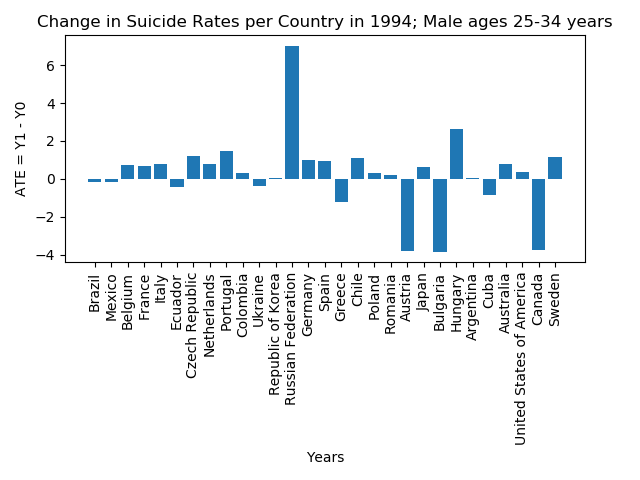 Change in Suicide Rates per Country in 1994; Male ages 25-34 years
ATE = Y1 - Y0
6
4
2
0
−2
−4
Brazil
Mexico
Belgium
France
Italy
Ecuador
Czech Republic
Netherlands
Portugal
Colombia
Ukraine
Republic of Korea
Russian Federation
Germany
Spain
Greece
Chile
Poland
Romania
Austria
Japan
Bulgaria
Hungary
Argentina
Cuba
Australia
United States of America
Canada
Sweden
Years